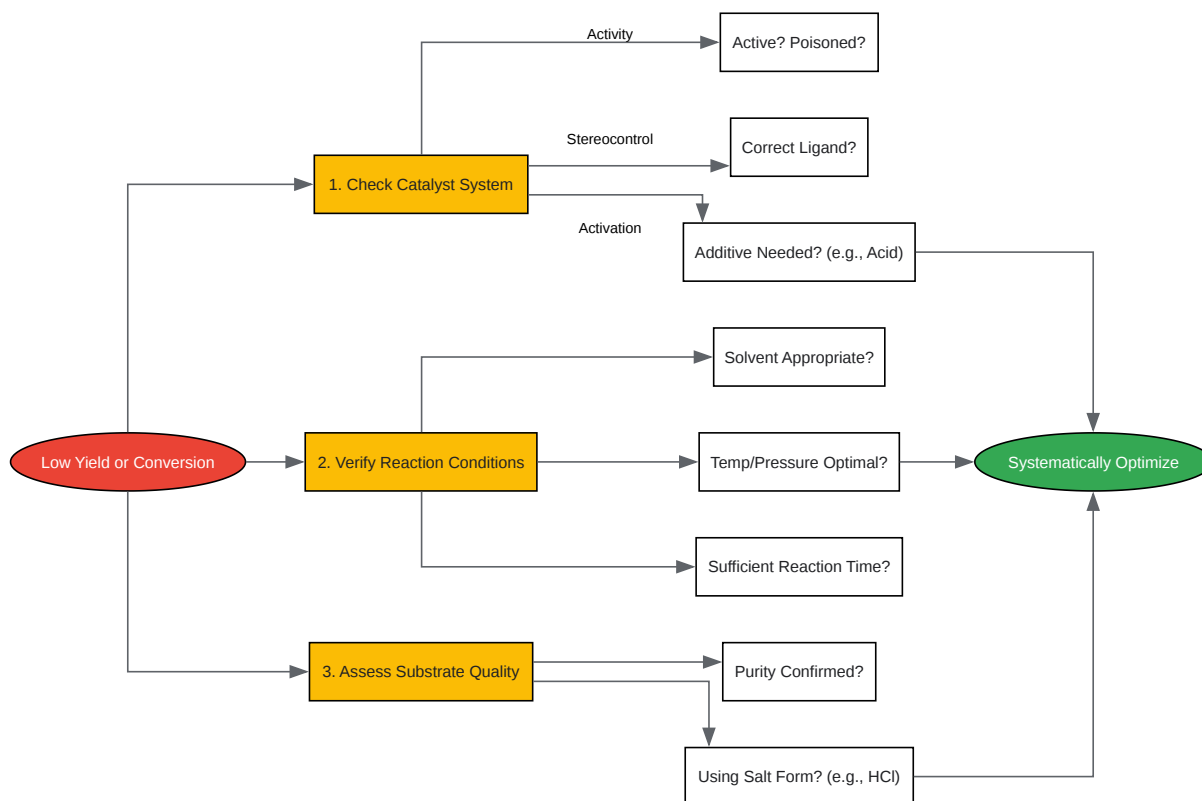 Activity
Active? Poisoned?
Stereocontrol
Correct Ligand?
1. Check Catalyst System
Activation
Additive Needed? (e.g., Acid)
Solvent Appropriate?
Low Yield or Conversion
2. Verify Reaction Conditions
Temp/Pressure Optimal?
Systematically Optimize
Sufficient Reaction Time?
3. Assess Substrate Quality
Purity Confirmed?
Using Salt Form? (e.g., HCl)